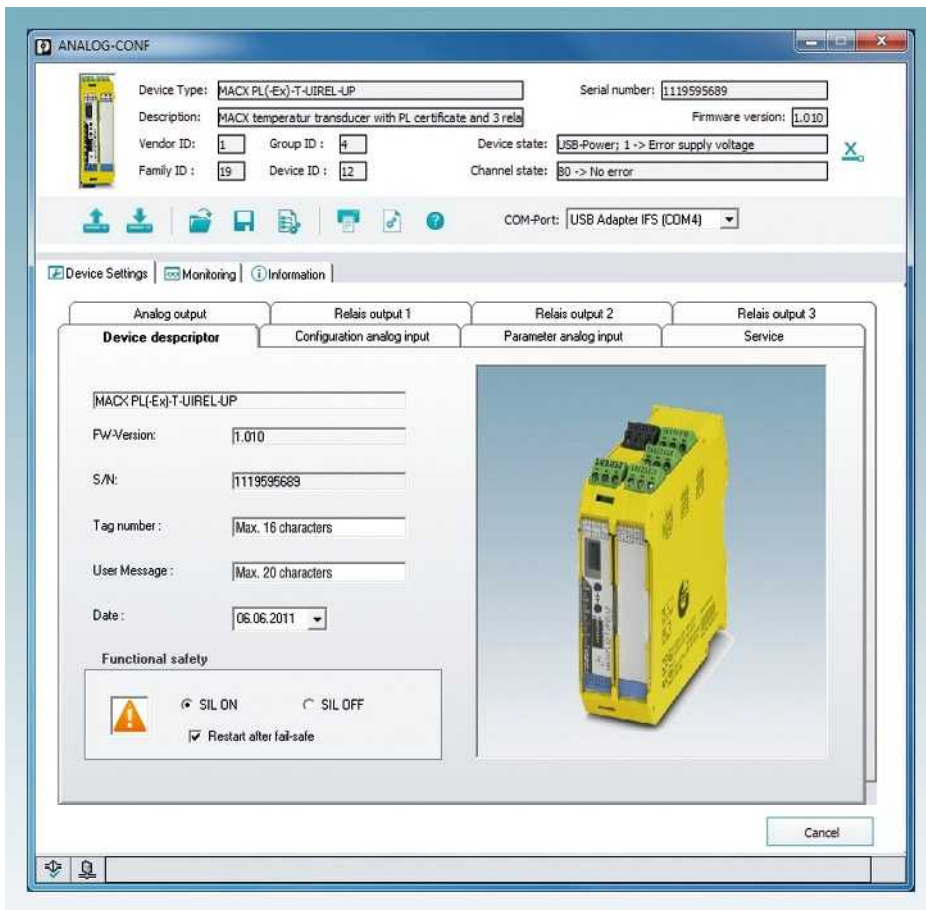 ANALOG-CONF
Device Type: MACX PL(-Ex)-T-UIREL-UP Serial number: 1119595689
Description: MACX temperatur transducer with PL certificate and 3 rela Firmware version: 1.010
Vendor ID: 1 Group ID : 4 Device state: USB-Power; 1 -> Error supply voltage
Family ID : 19 Device ID : 12 Channel state: 80 -> No error
COM-Port: USB Adapter IFS (COM4)
Device Settings Monitoring Information
Analog output Relais output 1 Relais output 2 Relais output 3
Device despcriptor Configuration analog input Parameter analog input Service
MACX PL(-Ex)-T-UIREL-UP
FW-Version: 1.010
S/N: 1119595689
Tag number : Max. 16 characters
User Message : Max. 20 characters
Date : 06.06.2011
Functional safety
SIL ON SIL OFF
Restart after fail-safe
Cancel